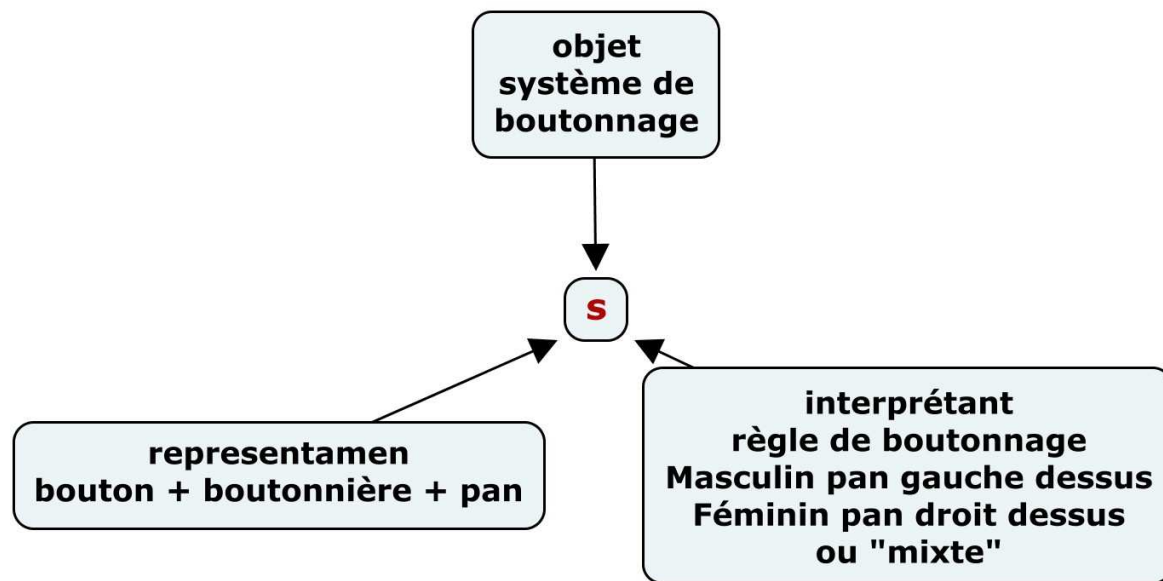 objet
système de
boutonnage
s
representamen
bouton + boutonnière + pan
interprétant
règle de boutonnage
Masculin pan gauche dessus
Féminin pan droit dessus
ou "mixte"